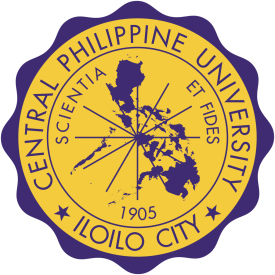 CENTRAL PHILIPPINE UNIVERSITY
SCIENTIA ET FIDES
1905
ILOILO CITY